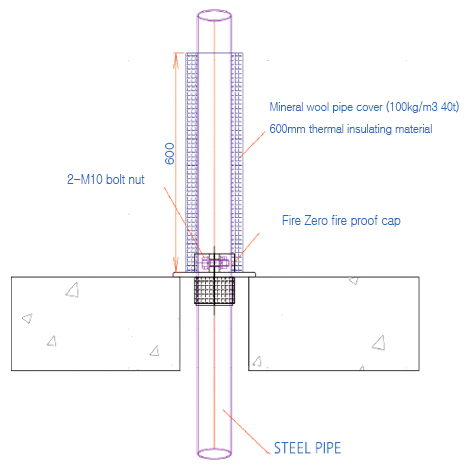 Mineral wool pipe cover (100kg/m3 40t)
600mm thermal insulating material
600
2-M10 bolt nut
Fire Zero fire proof cap
STEEL PIPE